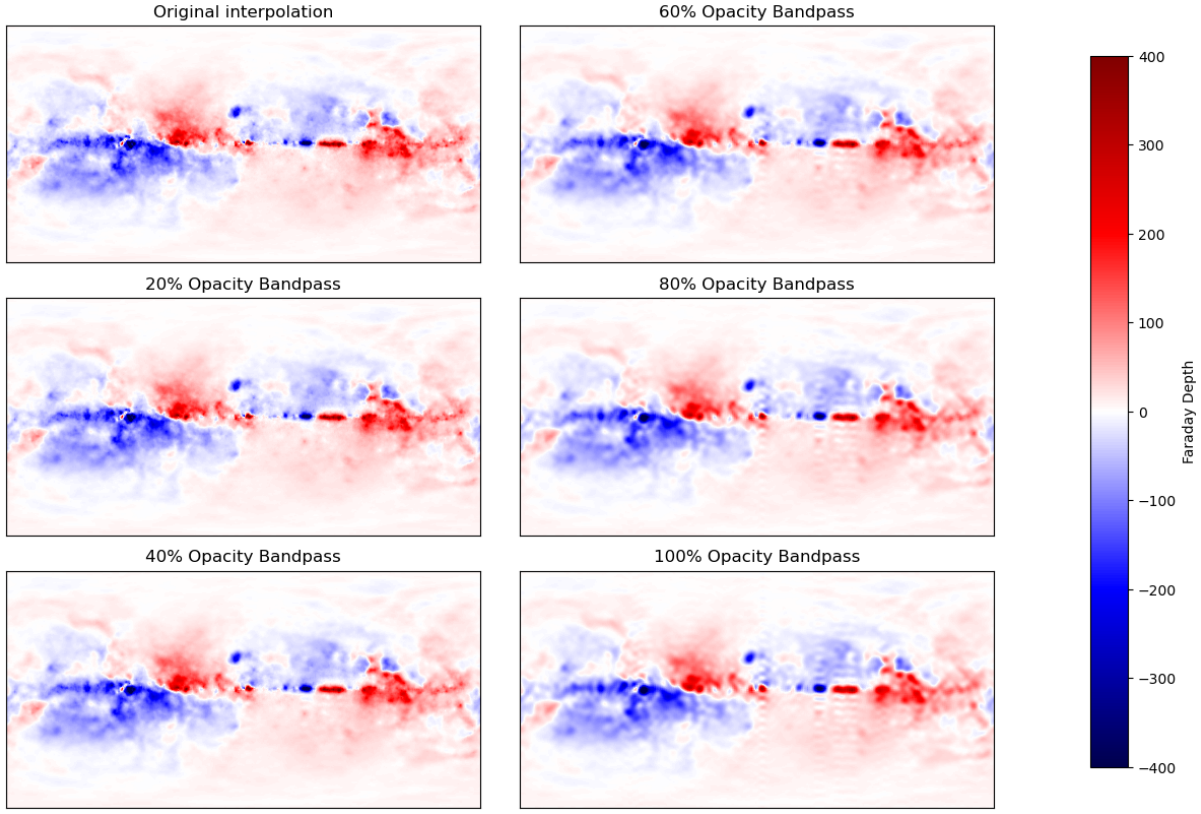 Original interpolation
60% Opacity Bandpass
20% Opacity Bandpass
80% Opacity Bandpass
40% Opacity Bandpass
100% Opacity Bandpass
400
300
200
100
0
−100
−200
−300
−400
Faraday Depth